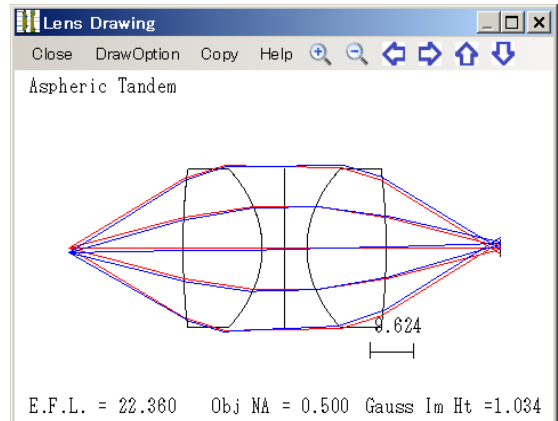 Lens Drawing
Close DrawOption Copy Help
Aspheric Tandem
9.624
E.F.L. = 22.360 Obj NA = 0.500 Gauss Im Ht =1.034